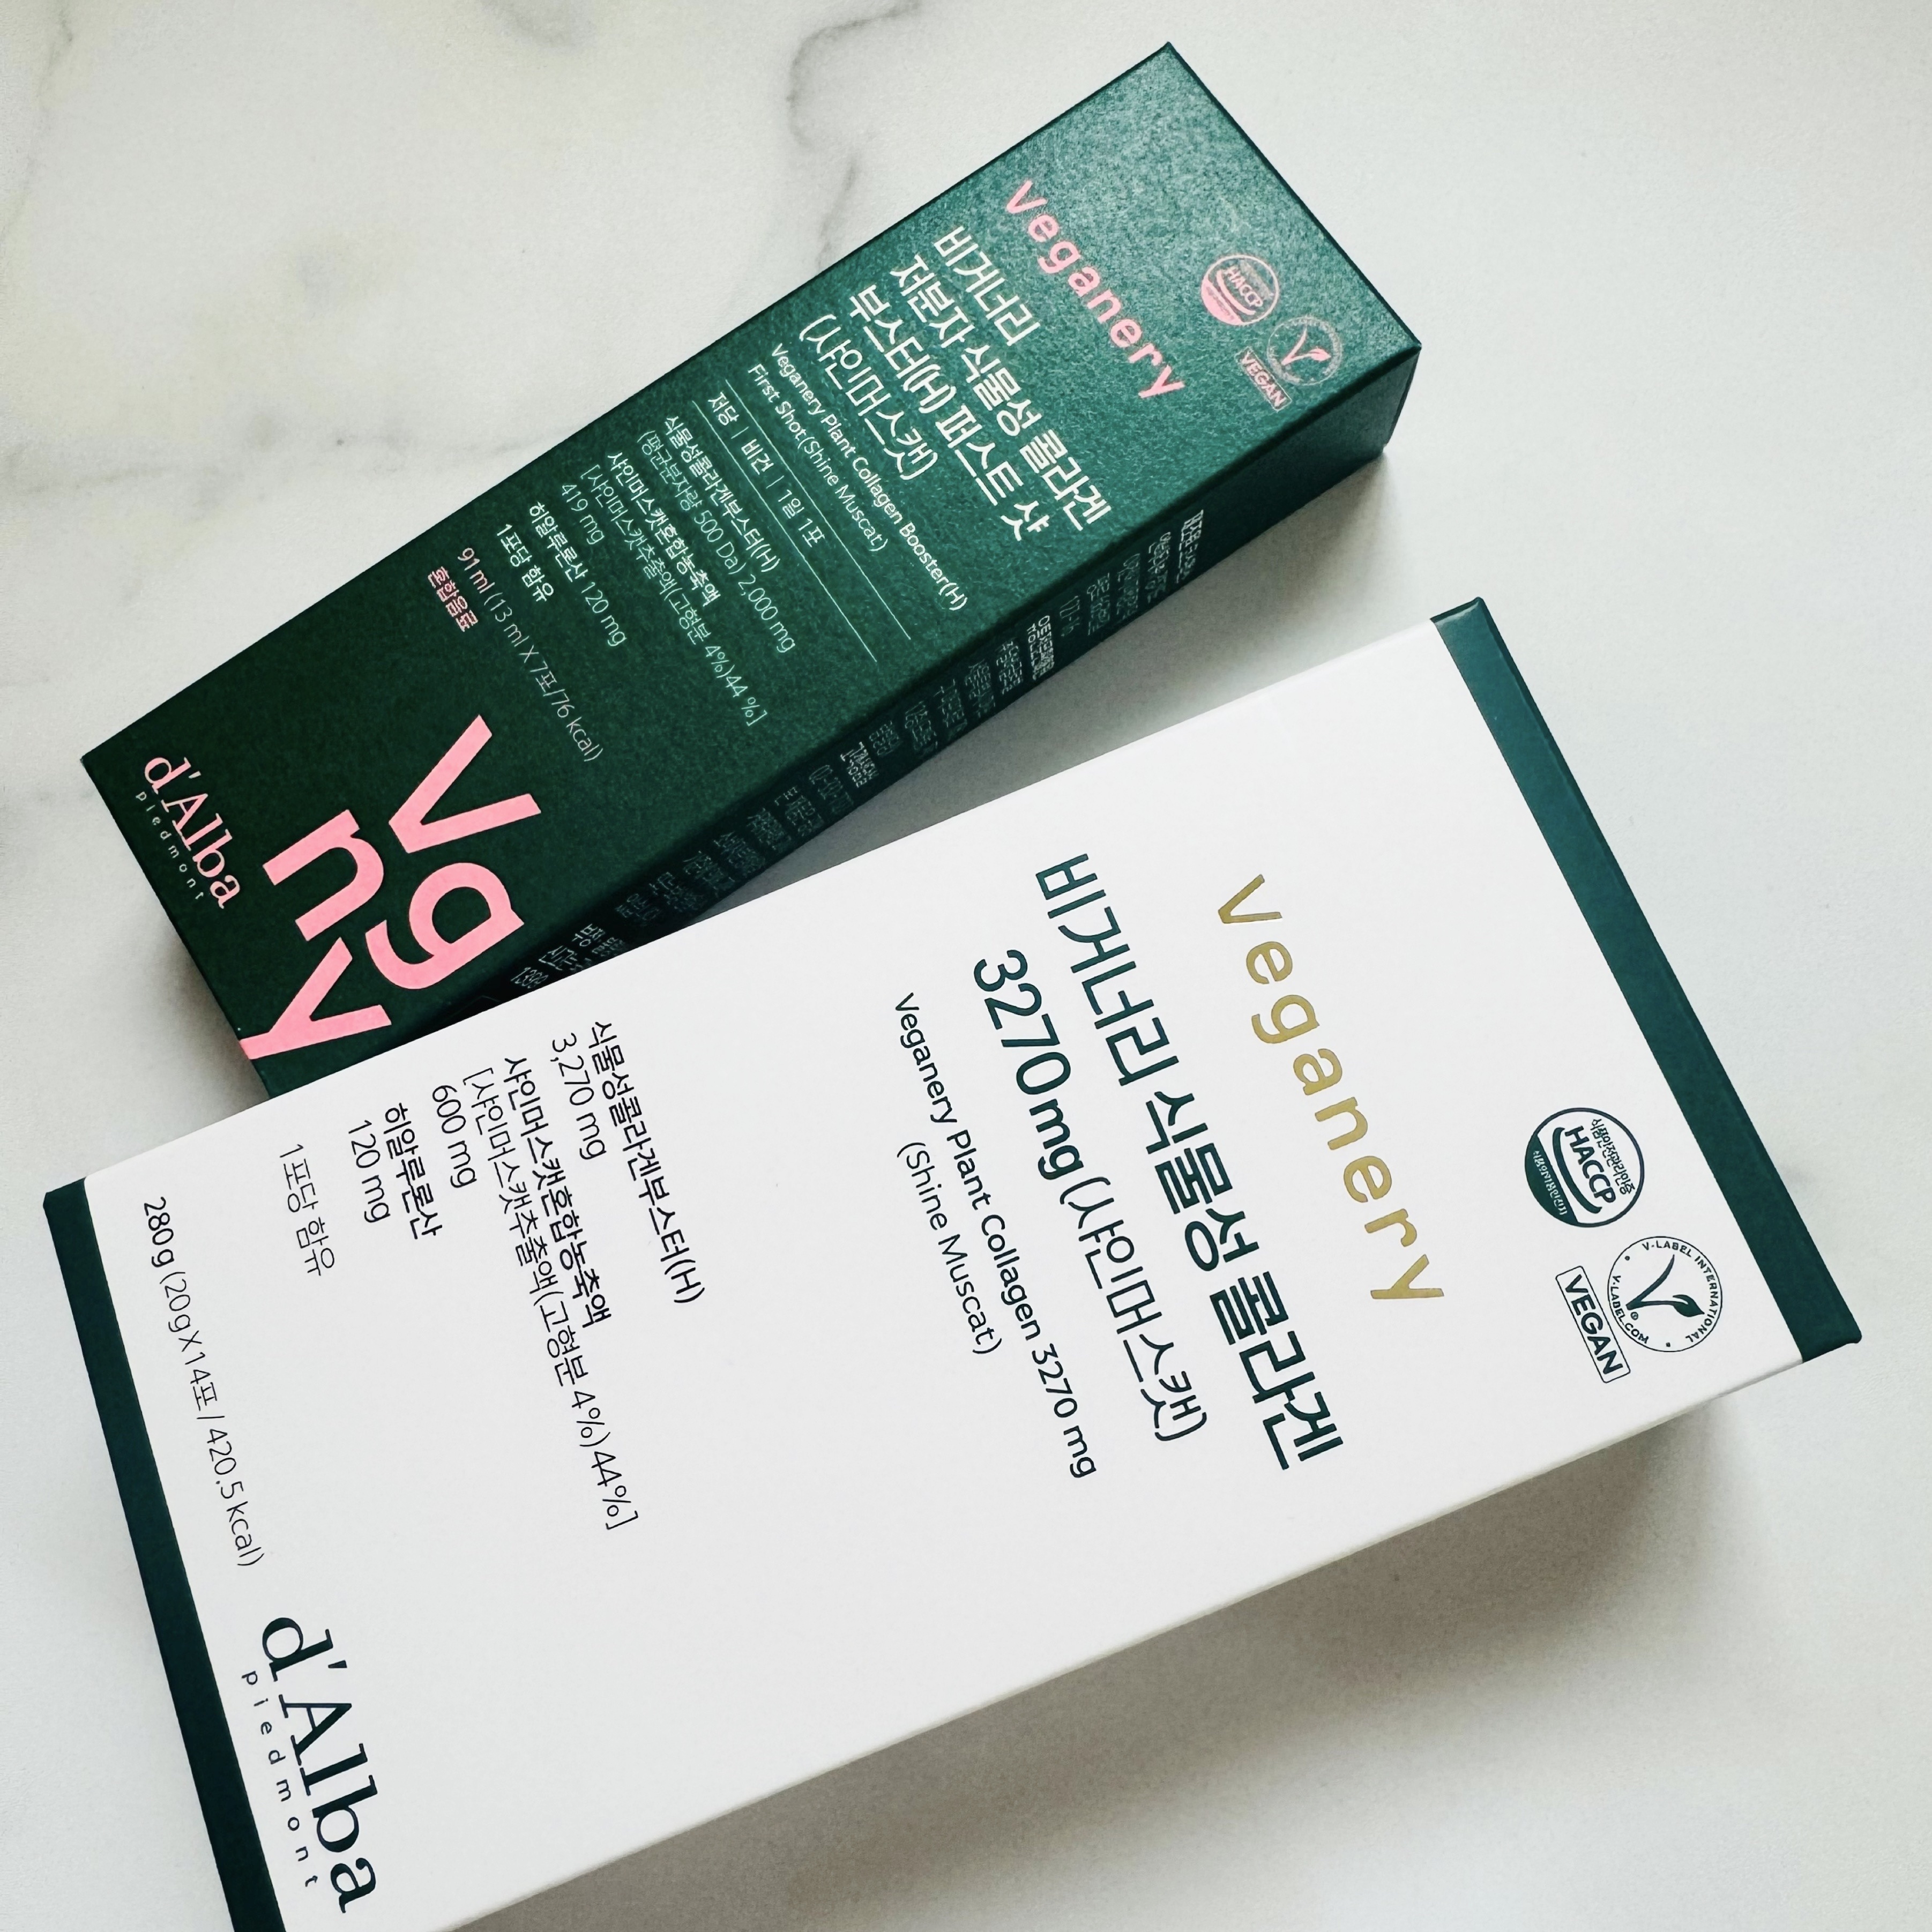 HACCP
VEGAN
veganery
비거너리
저분자 식물성 콜라겐
부스터(H) 퍼스트 샷
(샤인머스캣)
Veganery Plant Collagen Booster(H)
First Shot(Shine Muscat)
저당 | 비건 | 1일 1포
식물성콜라겐부스터(H)
(평균분자량 500 Da) 2,000 mg
샤인머스캣혼합농축액
[샤인머스캣추출액(고형분 4%)44 %]
419 mg
히알루론산 120 mg
1포당 함유
91 ml (13 ml X 7포/76 kcal)
혼합음료
vg
ny
d'Alba
piedmont
HACCP
V-LABEL INTERNATIONAL
V-LABEL.COM
VEGAN
veganery
비거너리 식물성 콜라겐
3270mg(샤인머스캣)
Veganery Plant Collagen 3270 mg
(Shine Muscat)
식물성콜라겐부스터(H)
3,270 mg
샤인머스캣혼합농축액
[샤인머스캣추출액(고형분 4%)44%]
600 mg
히알루론산
120 mg
1포당 함유
280g (20g X 14포 / 420.5 kcal)
d'Alba
piedmont